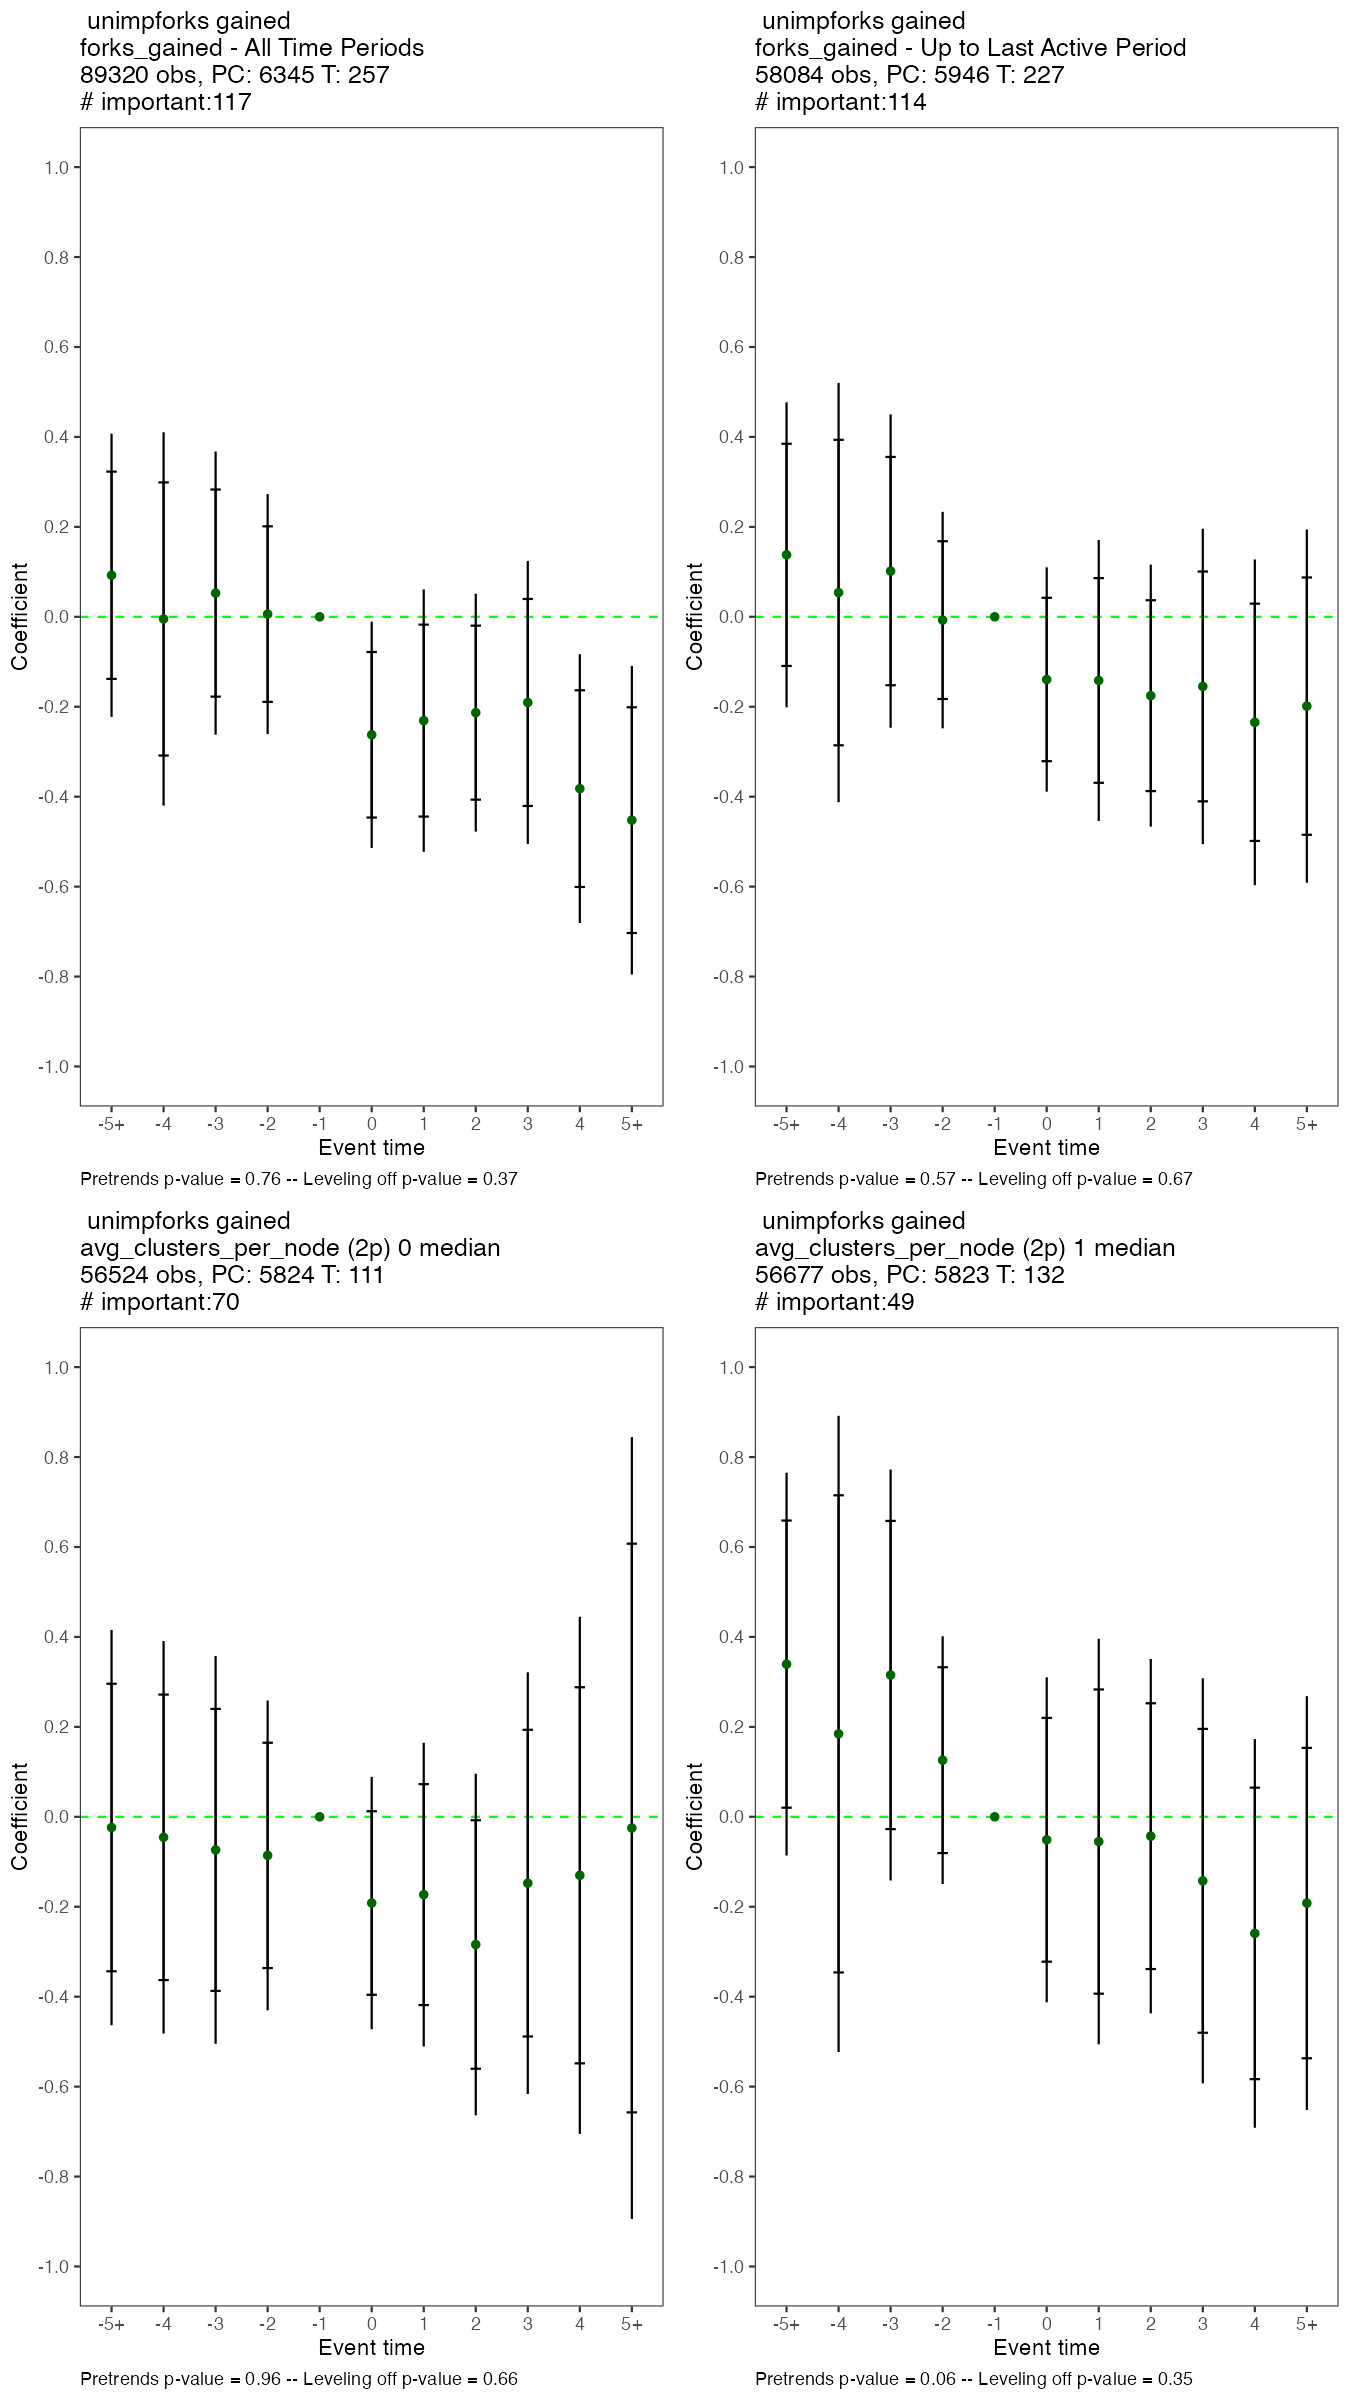 unimpforks gained
forks_gained - All Time Periods
89320 obs, PC: 6345 T: 257
# important:117
1.0
0.8
0.6
0.4
0.2
0.0
-0.2
-0.4
-0.6
-0.8
-1.0
Coefficient
-5+ -4 -3 -2 -1 0 1 2 3 4 5+
Event time
Pretrends p-value = 0.76 -- Leveling off p-value = 0.37
unimpforks gained
forks_gained - Up to Last Active Period
58084 obs, PC: 5946 T: 227
# important:114
1.0
0.8
0.6
0.4
0.2
0.0
-0.2
-0.4
-0.6
-0.8
-1.0
Coefficient
-5+ -4 -3 -2 -1 0 1 2 3 4 5+
Event time
Pretrends p-value = 0.57 -- Leveling off p-value = 0.67
unimpforks gained
avg_clusters_per_node (2p) 0 median
56524 obs, PC: 5824 T: 111
# important:70
1.0
0.8
0.6
0.4
0.2
0.0
-0.2
-0.4
-0.6
-0.8
-1.0
Coefficient
-5+ -4 -3 -2 -1 0 1 2 3 4 5+
Event time
Pretrends p-value = 0.96 -- Leveling off p-value = 0.66
unimpforks gained
avg_clusters_per_node (2p) 1 median
56677 obs, PC: 5823 T: 132
# important:49
1.0
0.8
0.6
0.4
0.2
0.0
-0.2
-0.4
-0.6
-0.8
-1.0
Coefficient
-5+ -4 -3 -2 -1 0 1 2 3 4 5+
Event time
Pretrends p-value = 0.06 -- Leveling off p-value = 0.35